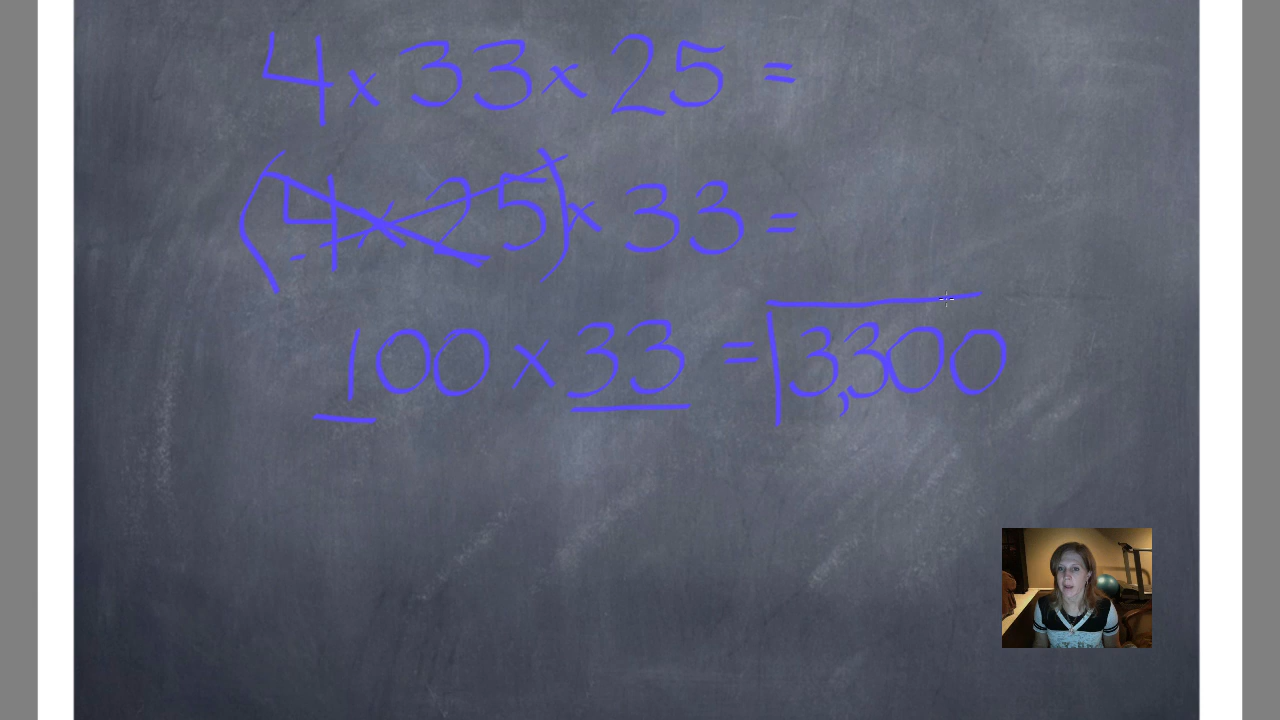 4 x 33 x 25 =
(4 x 25) x 33 =
100 x 33 = 3,300